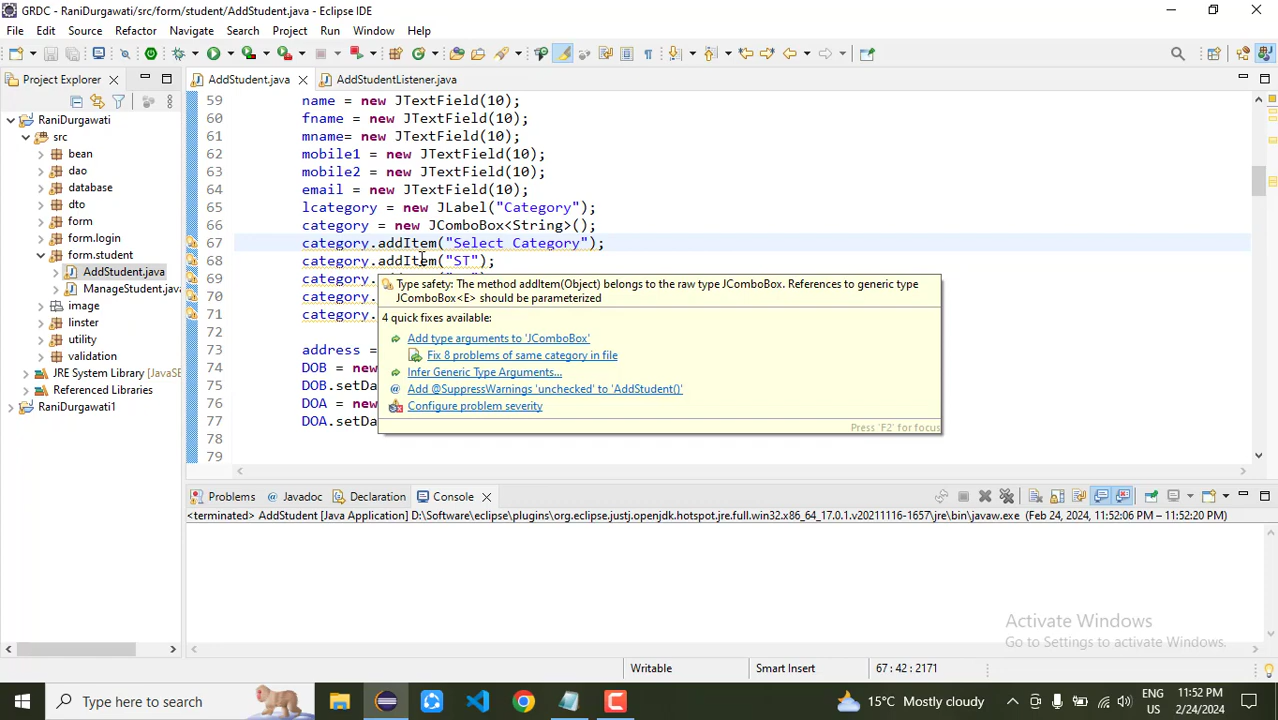 GRDC - RaniDurgawati/src/form/student/AddStudent.java - Eclipse IDE
File Edit Source Refactor Navigate Search Project Run Window Help
Project Explorer
AddStudent.java
AddStudentListener.java
RaniDurgawati
src
bean
dao
database
dto
form
form.login
form.student
AddStudent.java
ManageStudent.java
image
linster
utility
validation
JRE System Library [JavaSE
Referenced Libraries
RaniDurgawati1
59 name = new JTextField(10);
60 fname = new JTextField(10);
61 mname= new JTextField(10);
62 mobile1 = new JTextField(10);
63 mobile2 = new JTextField(10);
64 email = new JTextField(10);
65 lcategory = new JLabel("Category");
66 category = new JComboBox<String>();
67 category.addItem("Select Category");
68 category.addItem("ST");
69 category.
70 category.
71 category.
72
73 address =
74 DOB = new
75 DOB.setDa
76 DOA = new
77 DOA.setDa
78
79
Type safety: The method addItem(Object) belongs to the raw type JComboBox. References to generic type
JComboBox<E> should be parameterized
4 quick fixes available:
Add type arguments to 'JComboBox'
Fix 8 problems of same category in file
Infer Generic Type Arguments...
@ Add @SuppressWarnings 'unchecked' to 'AddStudent()'
Configure problem severity
Press 'F2' for focus
Problems @ Javadoc Declaration Console
<terminated> AddStudent [Java Application] D:\Software\eclipse\plugins\org.eclipse.justj.openjdk.hotspot.jre.full.win32.x86_64_17.0.1.v20211116-1657\jre\bin\javaw.exe (Feb 24, 2024, 11:52:06 PM – 11:52:20 PM)
Activate Windows
Go to Settings to activate Windows.
Writable Smart Insert 67 : 42 : 2171
Type here to search
15°C Mostly cloudy
ENG
US
11:52 PM
2/24/2024